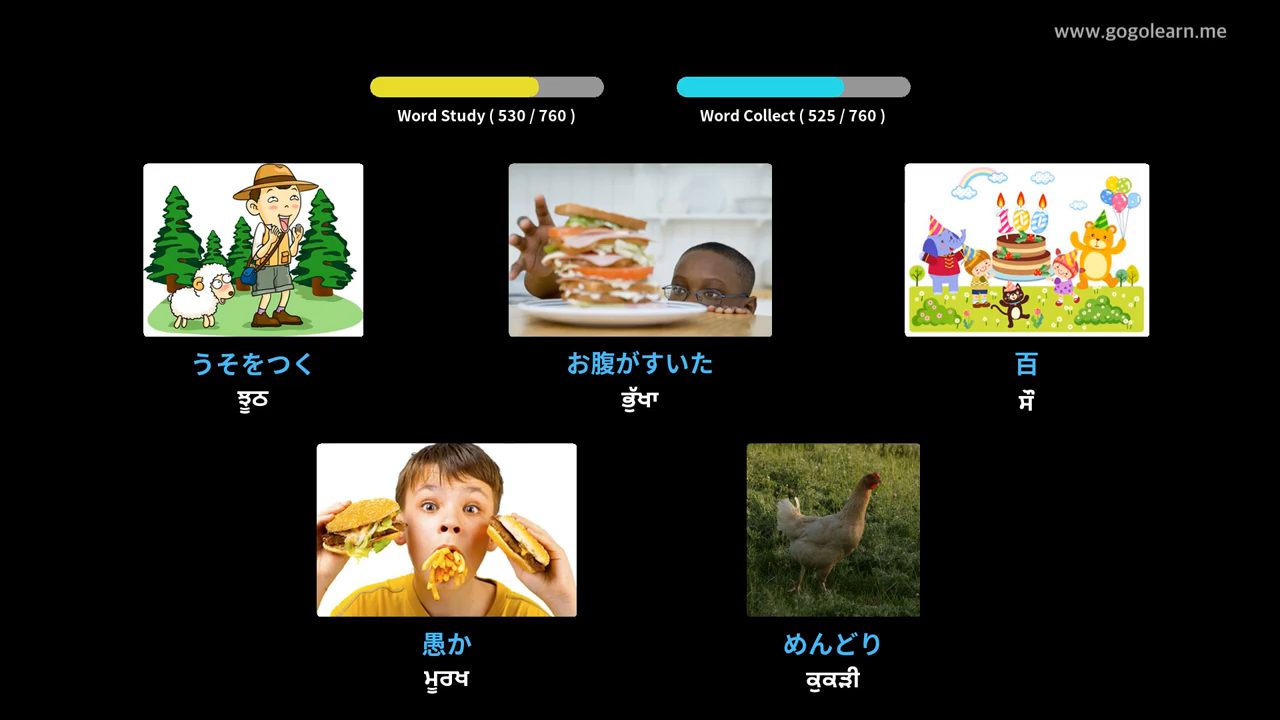 www.gogolearn.me
Word Study ( 530 / 760 )
Word Collect ( 525 / 760 )
うそをつく
ਝੂਠ
お腹がすいた
ਭੁੱਖਾ
百
ਸੌ
愚か
ਮੂਰਖ
めんどり
ਕੁਕੜੀ